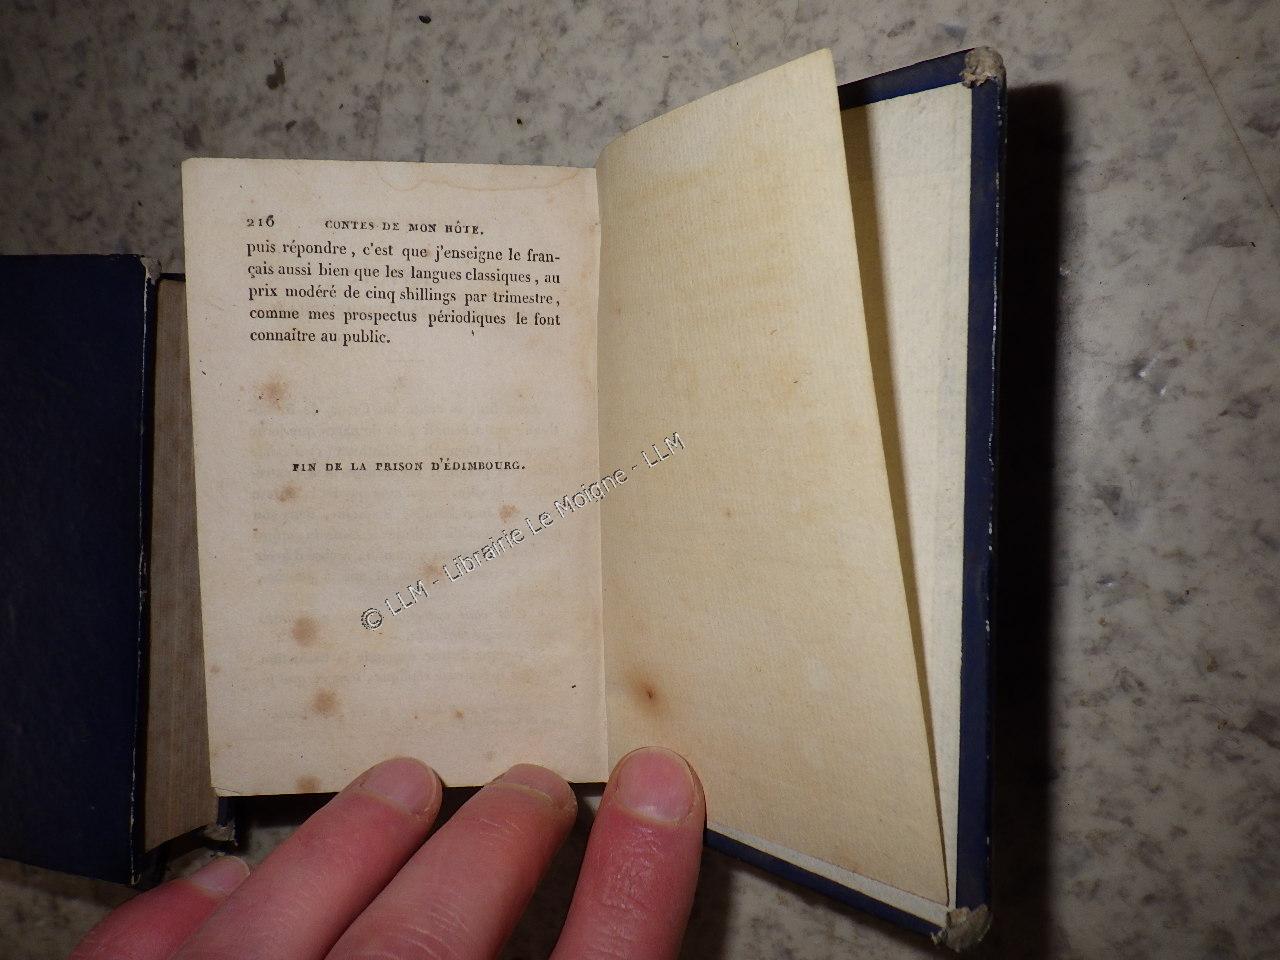 216 CONTES DE MON HÔTE.
puis répondre, c'est que j'enseigne le fran-
çais aussi bien que les langues classiques, au
prix modéré de cinq shillings par trimestre,
comme mes prospectus périodiques le font
connaître au public.
FIN DE LA PRISON D'ÉDIMBOURG.
© LLM - Librairie Le Moigne - LLM